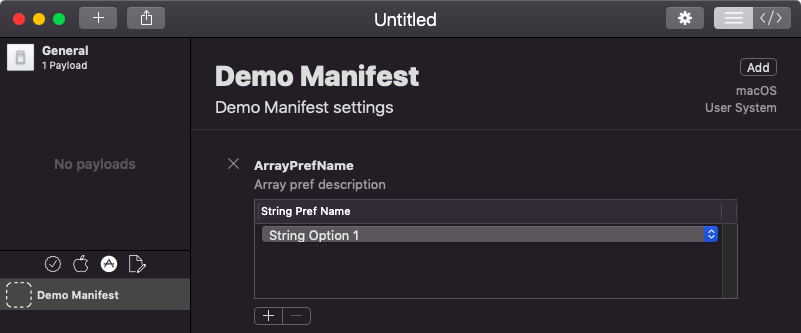 Untitled
General
1 Payload
No payloads
Demo Manifest
Demo Manifest
Demo Manifest settings
Add
macOS
User System
ArrayPrefName
Array pref description
String Pref Name
String Option 1